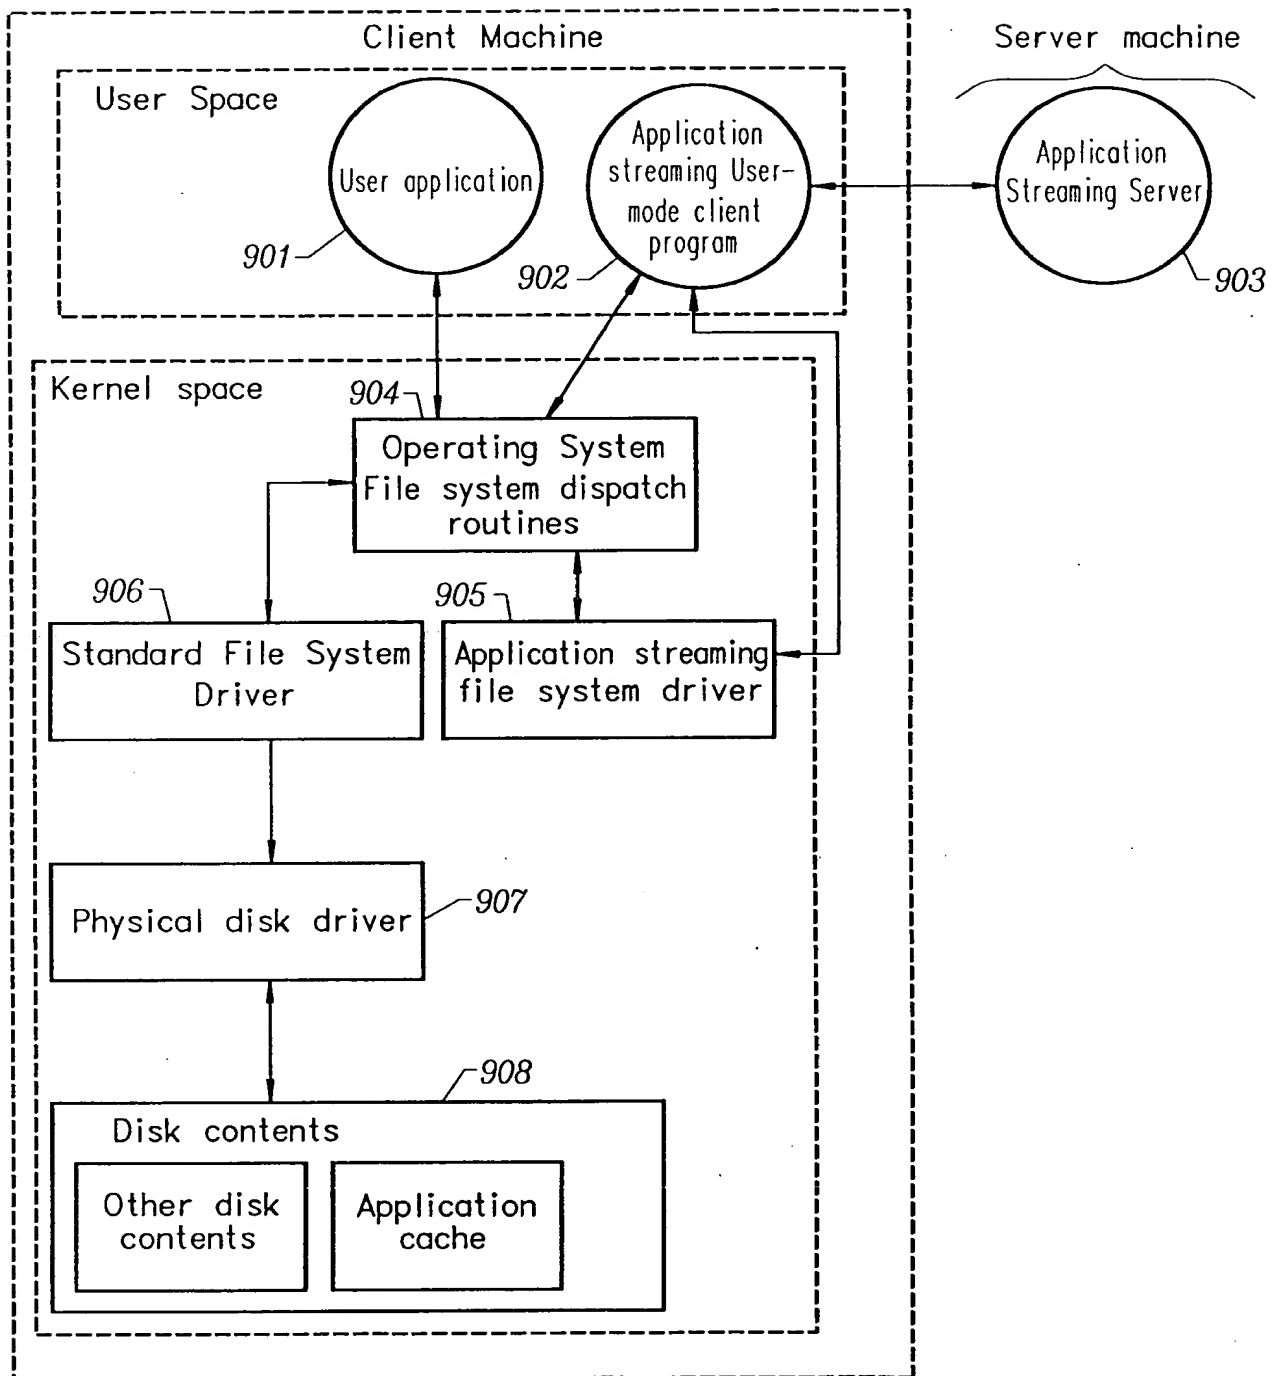 Client Machine
Server machine
User Space
User application
Application
streaming User-
mode client
program
Application
Streaming Server
901
902
903
Kernel space
904
Operating System
File system dispatch
routines
906
905
Standard File System
Driver
Application streaming
file system driver
Physical disk driver
907
908
Disk contents
Other disk
contents
Application
cache